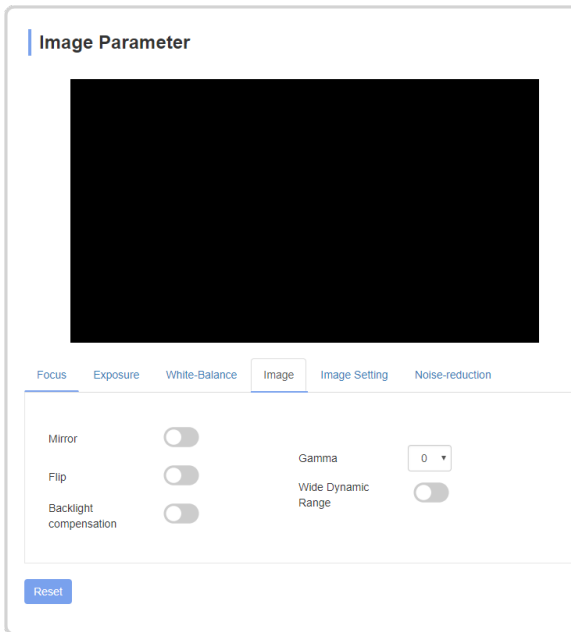 Image Parameter
Focus Exposure White-Balance Image Image Setting Noise-reduction
Mirror
Flip
Backlight
compensation
Gamma 0
Wide Dynamic
Range
Reset